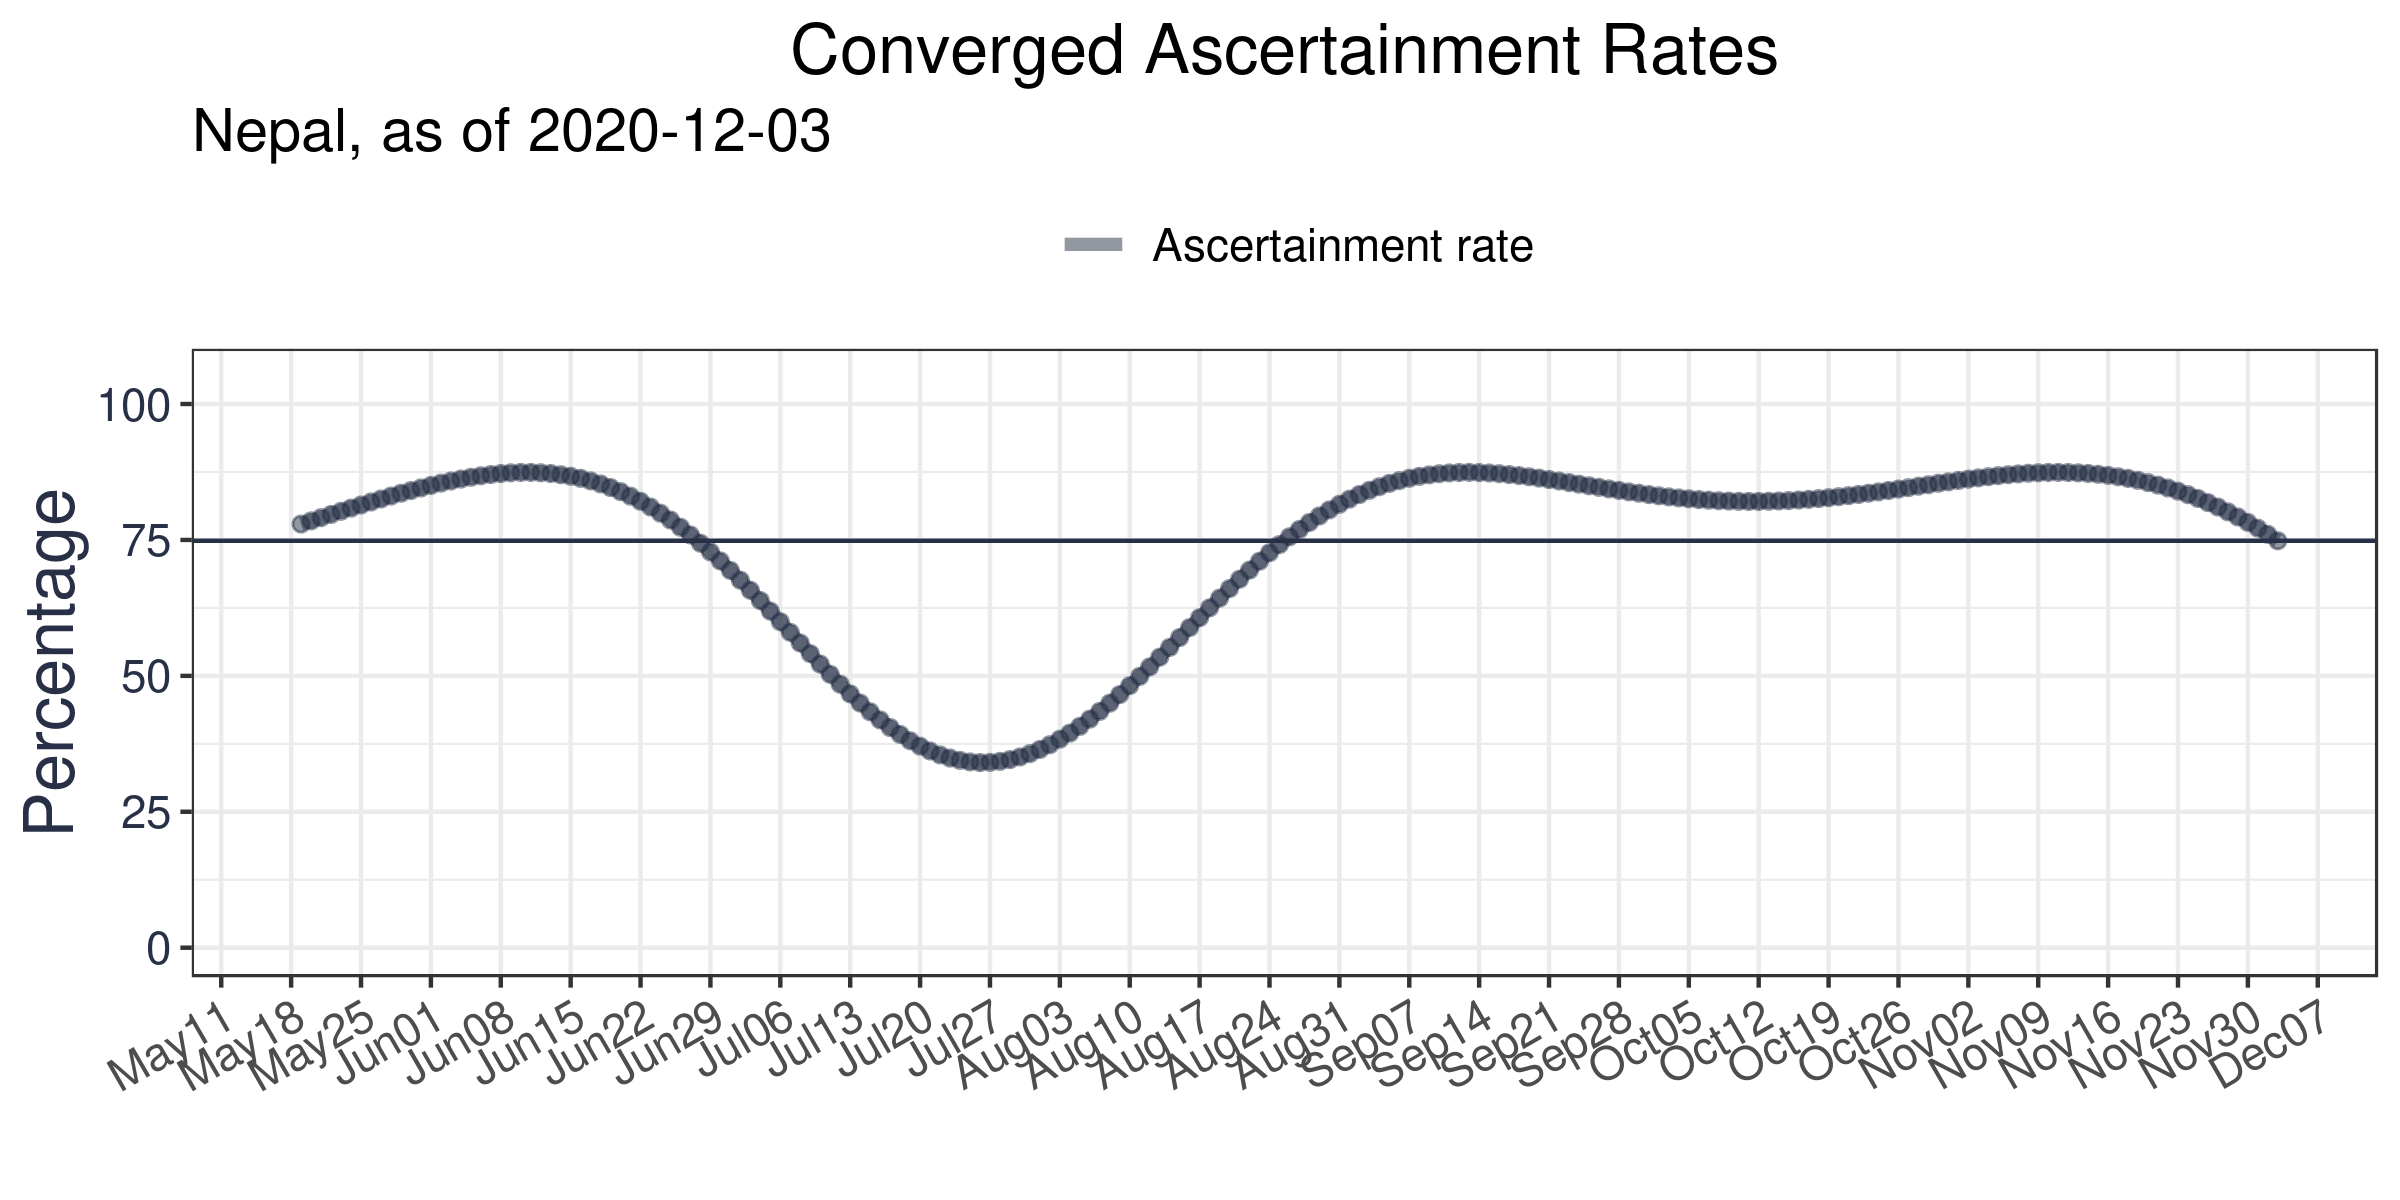 Converged Ascertainment Rates
Nepal, as of 2020-12-03
Ascertainment rate
Percentage
100
75
50
25
0
May11 May18 May25 Jun01 Jun08 Jun15 Jun22 Jun29 Jul06 Jul13 Jul20 Jul27 Aug03 Aug10 Aug17 Aug24 Aug31 Sep07 Sep14 Sep21 Sep28 Oct05 Oct12 Oct19 Oct26 Nov02 Nov09 Nov16 Nov23 Nov30 Dec07